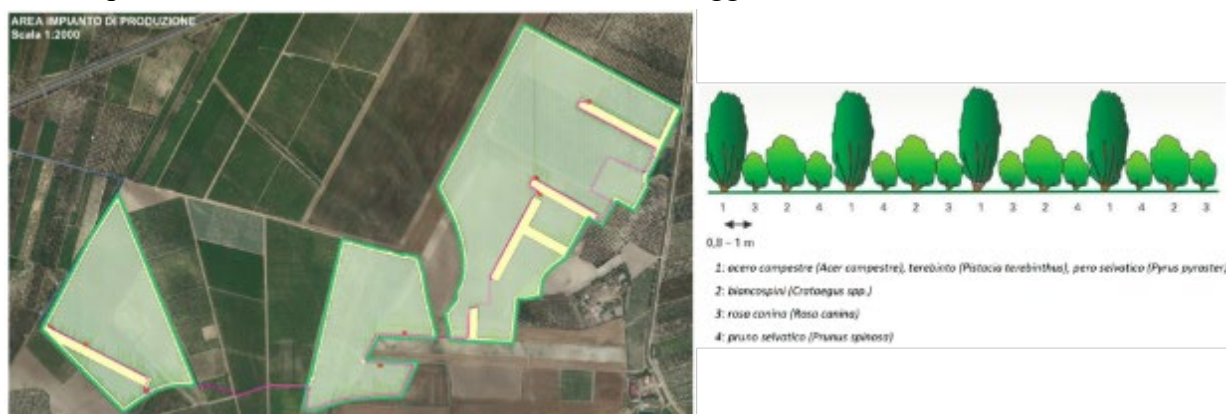 AREA IMPIANTO DI PRODUZIONE
Scala 1:2000
1 3 2 4 1 4 2 3 1 3 2 4 1 4 2 3
0,8 – 1 m
1: acero campestre (Acer campestre), terebinto (Pistacia terebinthus), pero selvatico (Pyrus pyraster)
2: biancospini (Crataegus spp.)
3: rosa canina (Rosa canina)
4: pruno selvatico (Prunus spinosa)